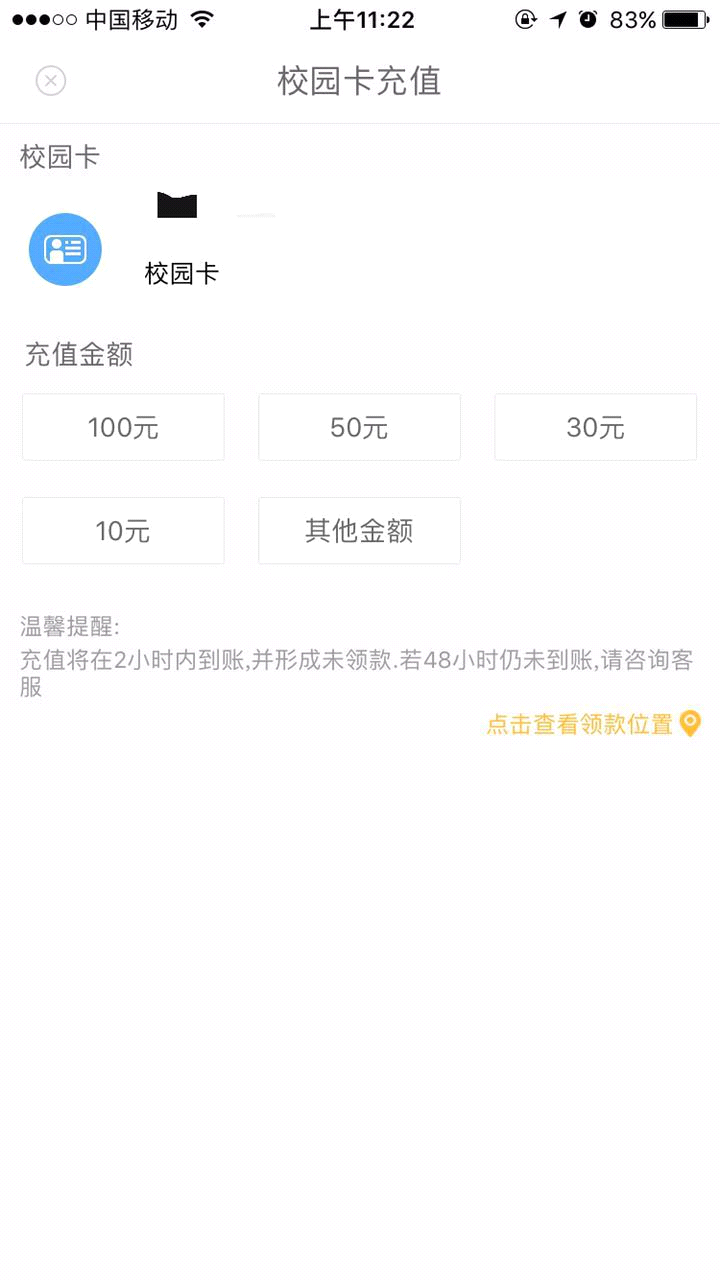 中国移动 上午11:22 83%
校园卡充值
校园卡
校园卡
充值金额
100元 50元 30元
10元 其他金额
温馨提醒:
充值将在2小时内到账,并形成未领款.若48小时仍未到账,请咨询客
服
点击查看领款位置